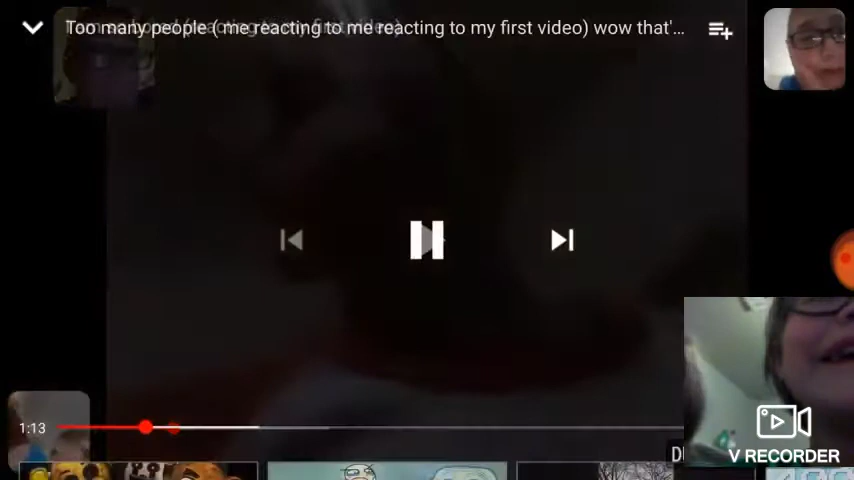 Too many people ( me reacting to me reacting to my first video) wow that'...
1:13
V RECORDER